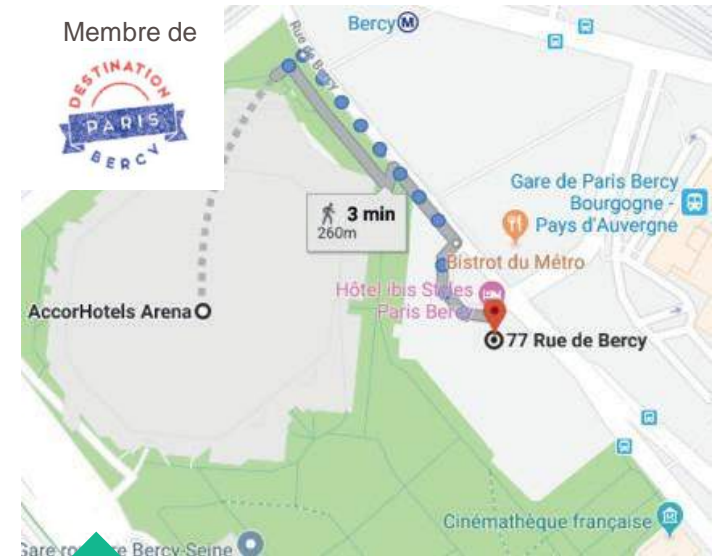 Membre de
DESTINATION
PARIS
BERCY
Bercy M
Rue de Bercy
3 min
260m
Gare de Paris Bercy
Bourgogne -
Pays d'Auvergne
Bistrot du Métro
Hôtel ibis Styles
Paris Bercy
AccorHotels Arena
77 Rue de Bercy
Cinémathèque française
Bercy-Seine